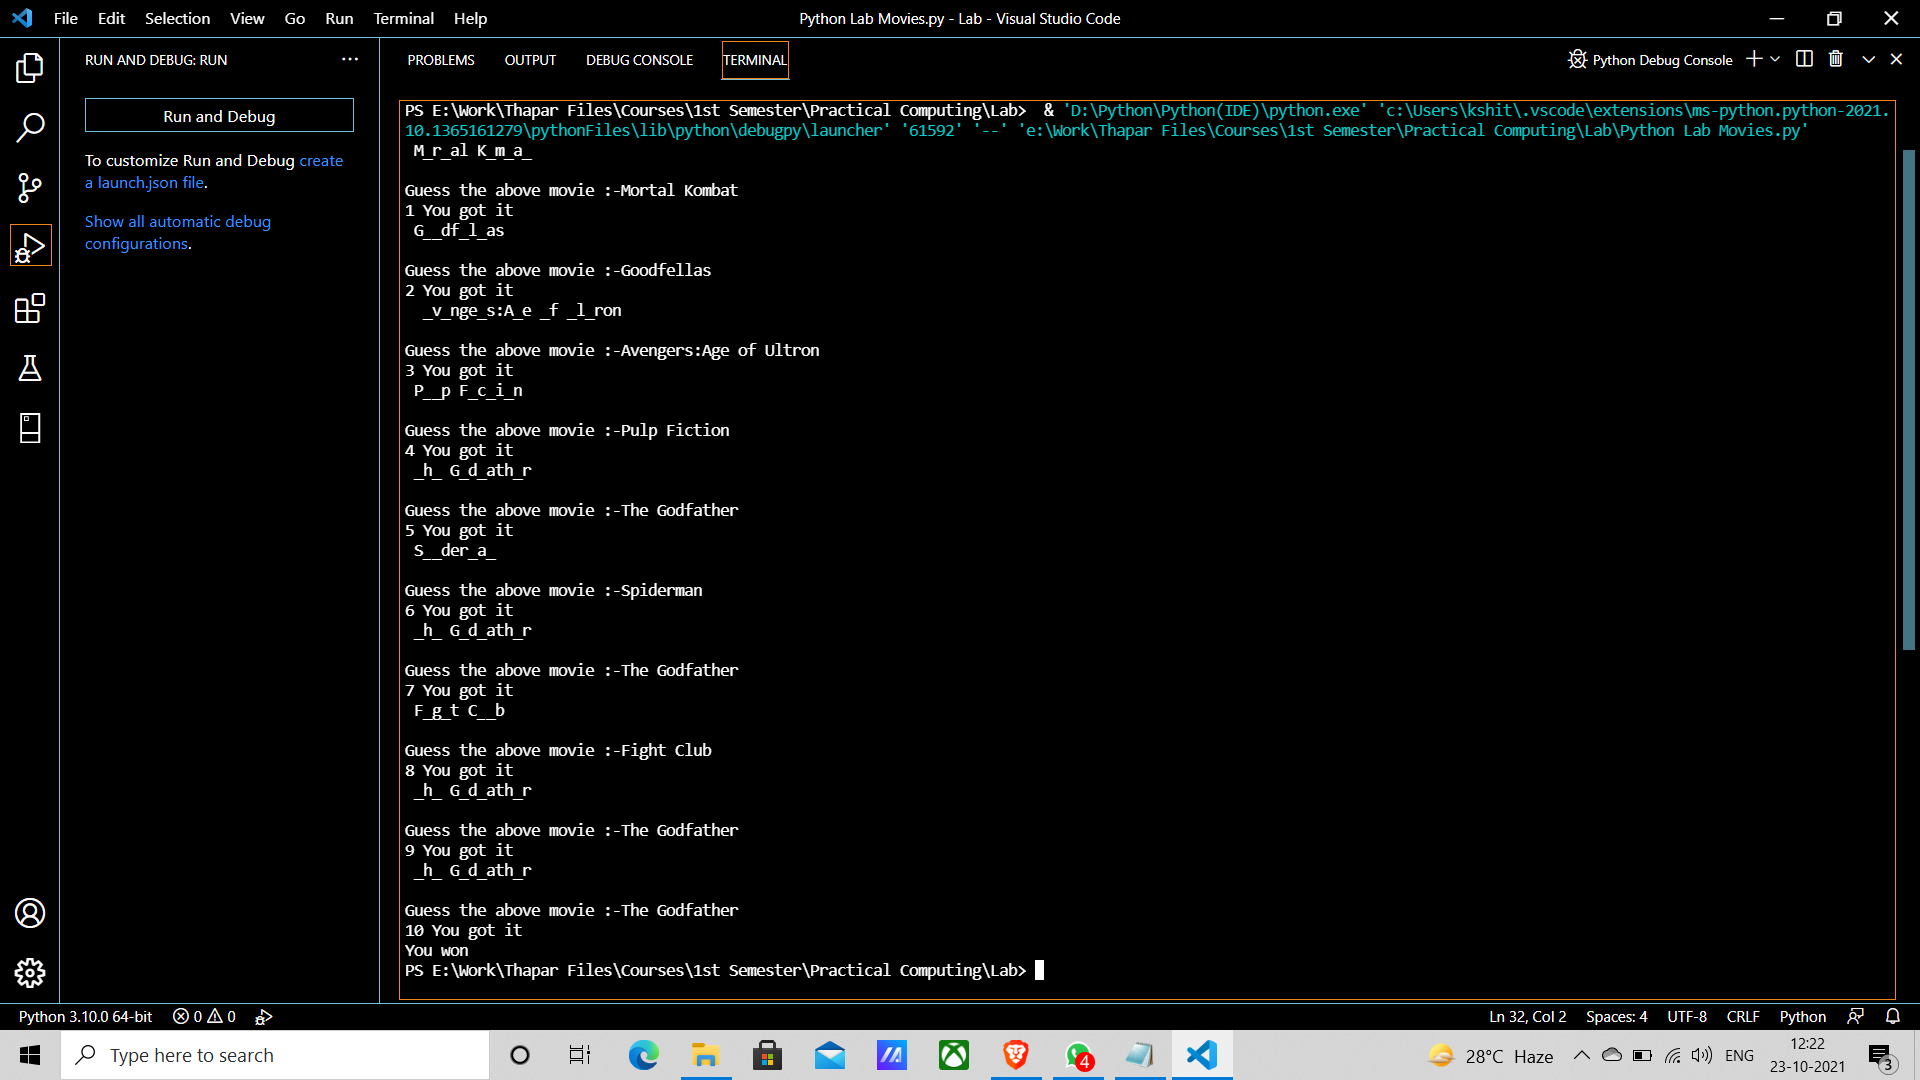 File Edit Selection View Go Run Terminal Help
Python Lab Movies.py - Lab - Visual Studio Code
RUN AND DEBUG: RUN ...
Run and Debug
To customize Run and Debug create
a launch.json file.
Show all automatic debug
configurations.
PROBLEMS OUTPUT DEBUG CONSOLE TERMINAL
Python Debug Console
PS E:\Work\Thapar Files\Courses\1st Semester\Practical Computing\Lab>  & 'D:\Python\Python(IDE)\python.exe' 'c:\Users\kshit\.vscode\extensions\ms-python.python-2021.
10.1365161279\pythonFiles\lib\python\debugpy\launcher' '61592' '--' 'e:\Work\Thapar Files\Courses\1st Semester\Practical Computing\Lab\Python Lab Movies.py'
M_r_al K_m_a_
Guess the above movie :-Mortal Kombat
1 You got it
G__df_l_as
Guess the above movie :-Goodfellas
2 You got it
_v_nge_s:A_e _f _l_ron
Guess the above movie :-Avengers:Age of Ultron
3 You got it
P__p F_c_i_n
Guess the above movie :-Pulp Fiction
4 You got it
_h_ G_d_ath_r
Guess the above movie :-The Godfather
5 You got it
S__der_a_
Guess the above movie :-Spiderman
6 You got it
_h_ G_d_ath_r
Guess the above movie :-The Godfather
7 You got it
F_g_t C__b
Guess the above movie :-Fight Club
8 You got it
_h_ G_d_ath_r
Guess the above movie :-The Godfather
9 You got it
_h_ G_d_ath_r
Guess the above movie :-The Godfather
10 You got it
You won
PS E:\Work\Thapar Files\Courses\1st Semester\Practical Computing\Lab>
Python 3.10.0 64-bit 0 0
Ln 32, Col 2 Spaces: 4 UTF-8 CRLF Python
Type here to search
4
28°C Haze
ENG
12:22
23-10-2021
3